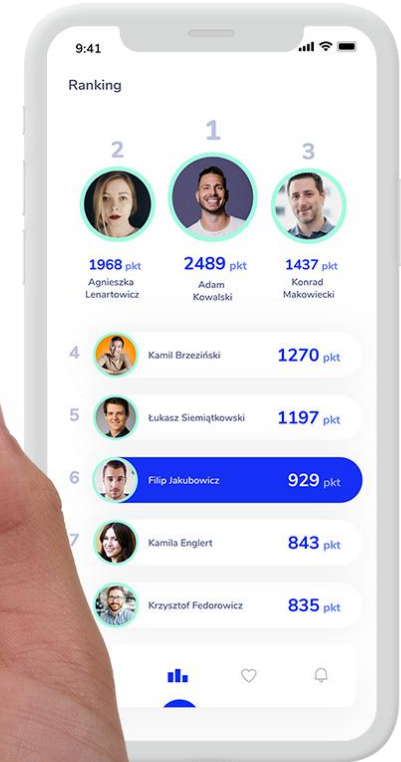 9:41
Ranking
1
2
3
1968 pkt
2489 pkt
1437 pkt
Agnieszka
Lenartowicz
Adam
Kowalski
Konrad
Makowiecki
4 Kamil Brzeziński 1270 pkt
5 Łukasz Siemiątkowski 1197 pkt
6 Filip Jakubowicz 929 pkt
7 Kamila Englert 843 pkt
Krzysztof Fedorowicz 835 pkt